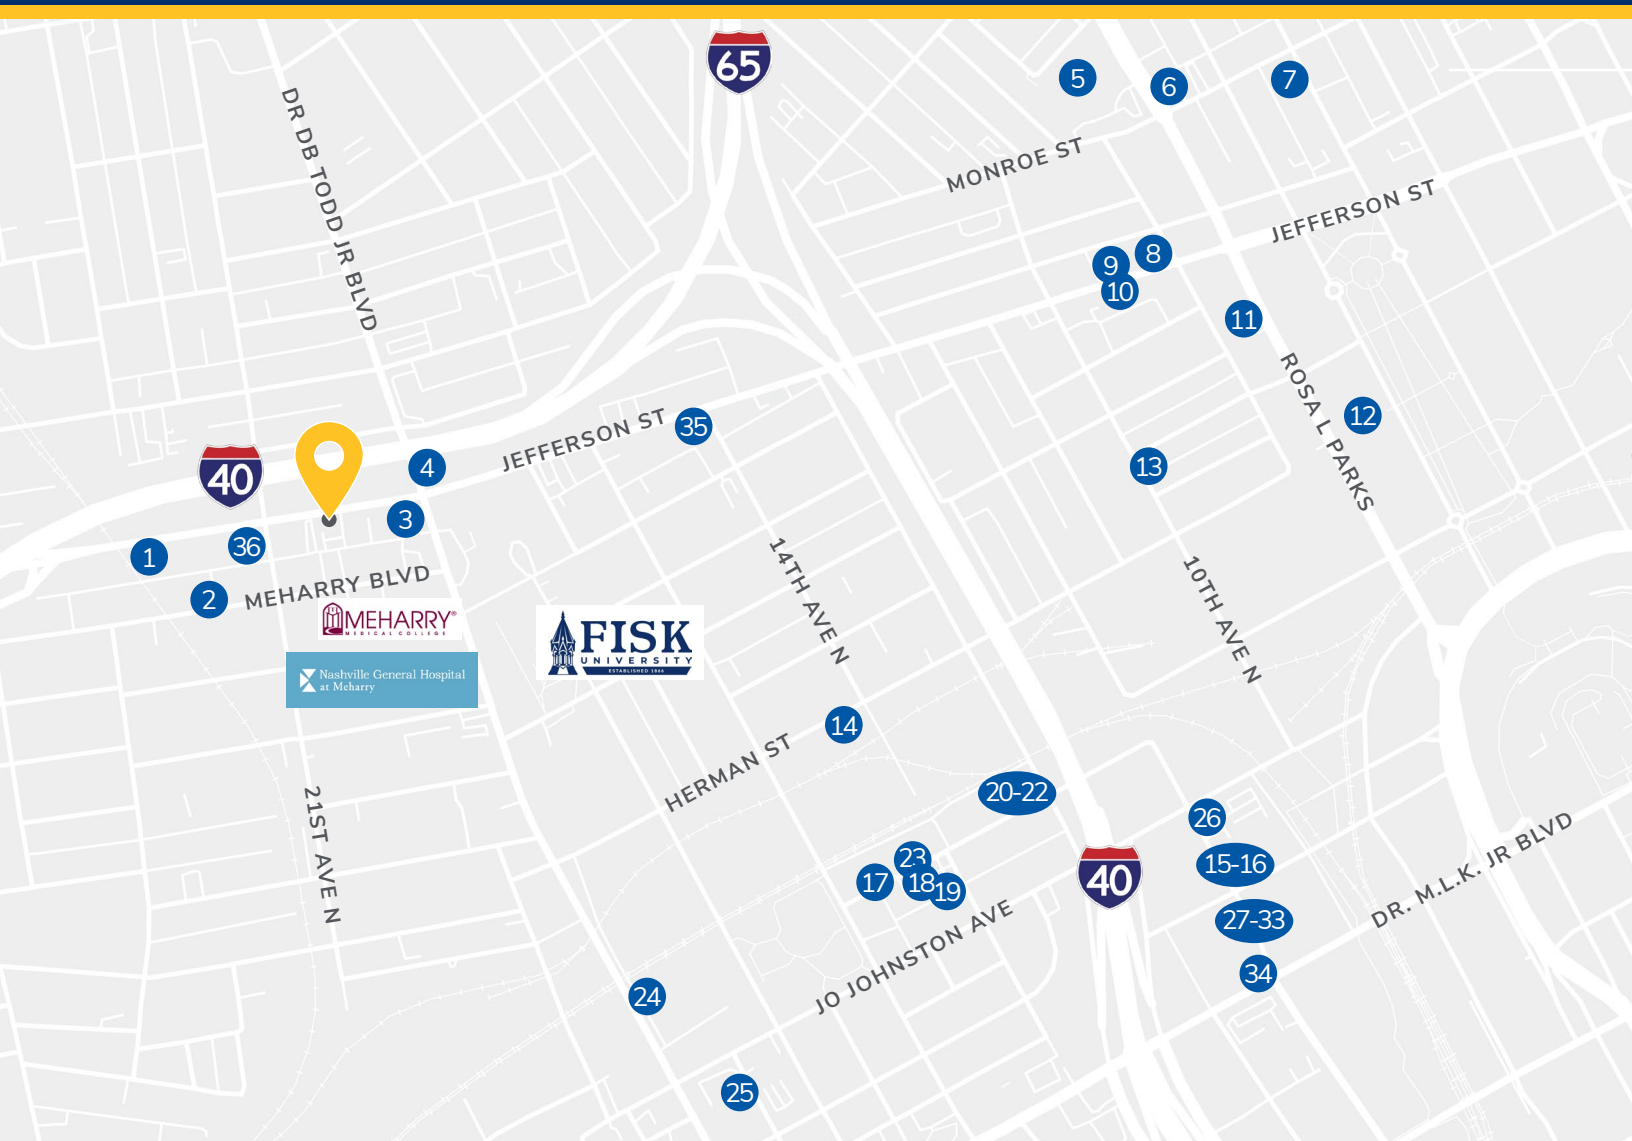 65
5
6
7
DR DB TODD JR BLVD
MONROE ST
JEFFERSON ST
8
9
10
11
ROSA L PARKS
12
JEFFERSON ST
35
40
4
13
3
36
1
2
MEHARRY BLVD
14TH AVE N
10TH AVE N
MEHARRY®
MEDICAL COLLEGE
FISK
UNIVERSITY
ESTABLISHED 1866
Nashville General Hospital
at Meharry
14
HERMAN ST
21ST AVE N
20-22
26
DR. M.L.K. JR BLVD
23
15-16
17
18
19
40
27-33
JO JOHNSTON AVE
34
24
25